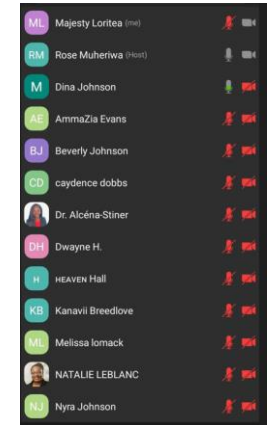 ML Majesty Loritea (me)
RM Rose Muheriwa (Host)
M Dina Johnson
AE AmmaZia Evans
BJ Beverly Johnson
CD caydence dobbs
Dr. Alcéna-Stiner
DH Dwayne H.
H HEAVEN Hall
KB Kanavii Breedlove
ML Melissa lomack
NATALIE LEBLANC
NJ Nyra Johnson